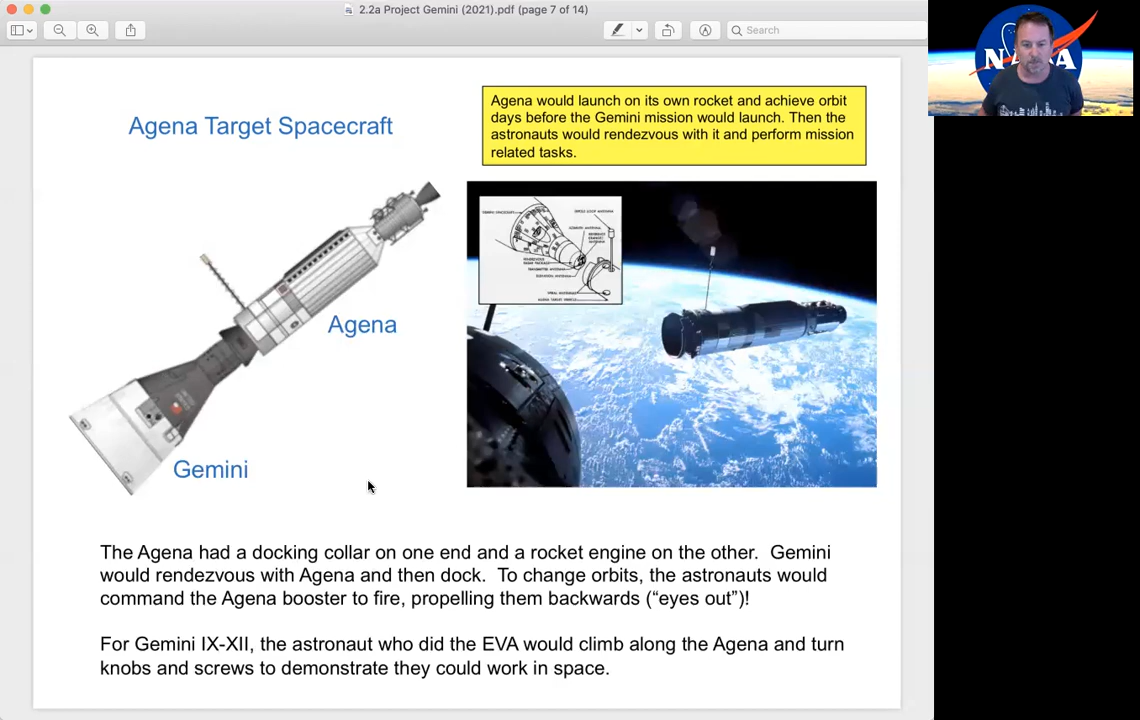 2.2a Project Gemini (2021).pdf (page 7 of 14)
Search
NASA
Agena Target Spacecraft
Agena would launch on its own rocket and achieve orbit
days before the Gemini mission would launch. Then the
astronauts would rendezvous with it and perform mission
related tasks.
Agena
Gemini
The Agena had a docking collar on one end and a rocket engine on the other. Gemini
would rendezvous with Agena and then dock. To change orbits, the astronauts would
command the Agena booster to fire, propelling them backwards (“eyes out”)!
For Gemini IX-XII, the astronaut who did the EVA would climb along the Agena and turn
knobs and screws to demonstrate they could work in space.